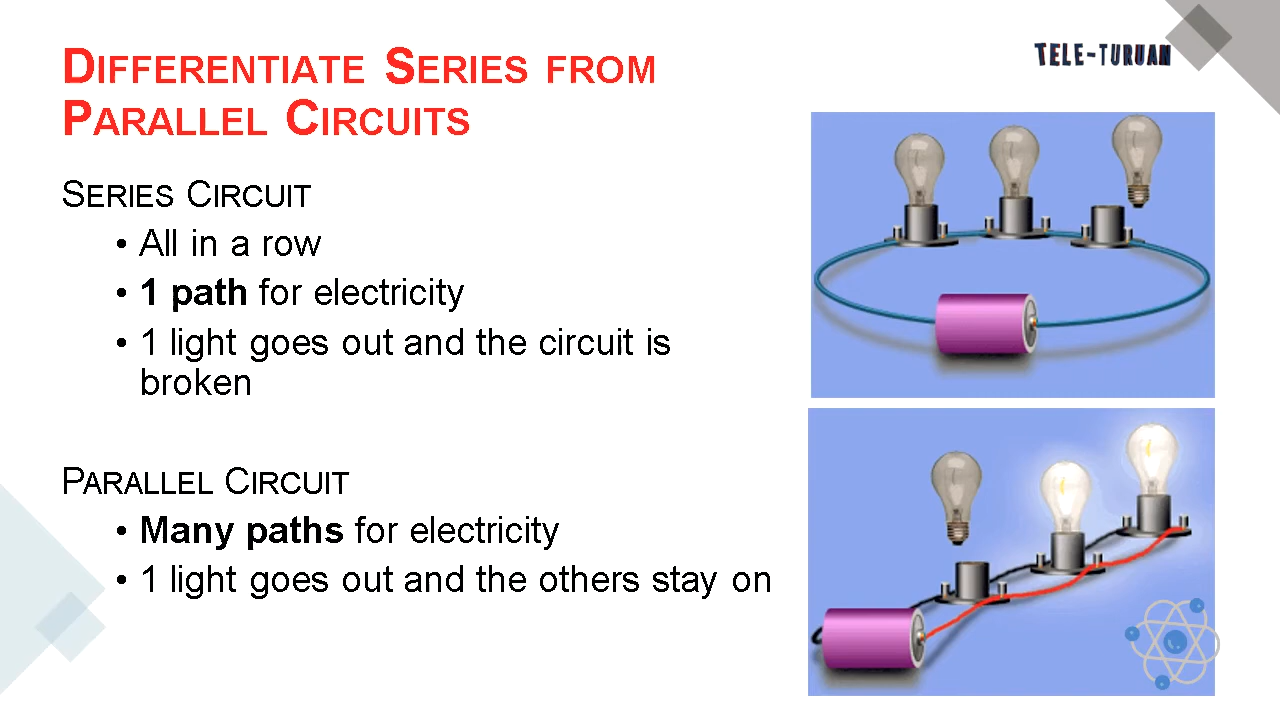 DIFFERENTIATE SERIES FROM
PARALLEL CIRCUITS
TELE-TURUAN
SERIES CIRCUIT
• All in a row
• 1 path for electricity
• 1 light goes out and the circuit is
broken
PARALLEL CIRCUIT
• Many paths for electricity
• 1 light goes out and the others stay on